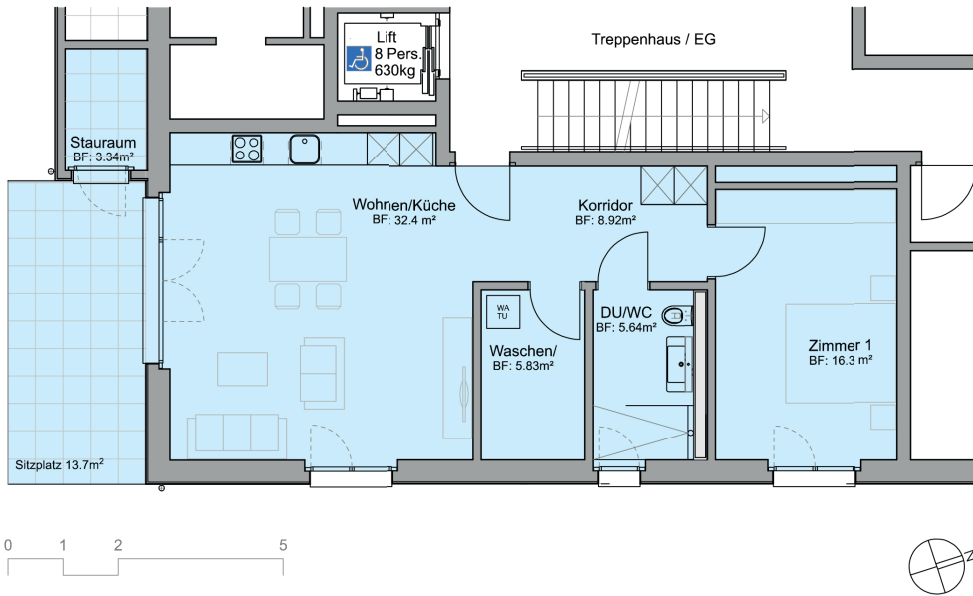 Lift
8 Pers.
630kg
Treppenhaus / EG
Stauraum
BF: 3.34m²
Wohnen/Küche
BF: 32.4 m²
Korridor
BF: 8.92m²
WA
TU
DU/WC
BF: 5.64m²
Waschen/
BF: 5.83m²
Zimmer 1
BF: 16.3 m²
Sitzplatz 13.7m²
0 1 2 5
N